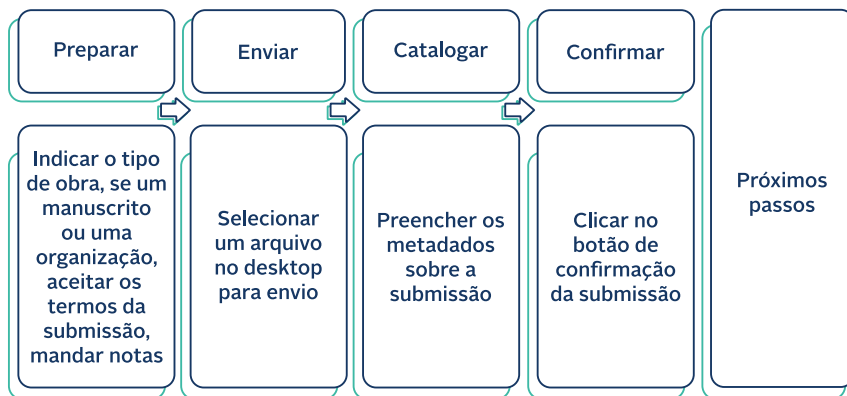 Preparar
Enviar
Catalogar
Confirmar
Indicar o tipo
de obra, se um
manuscrito
ou uma
organização,
aceitar os
termos da
submissão,
mandar notas
Selecionar
um arquivo
no desktop
para envio
Preencher os
metadados
sobre a
submissão
Clicar no
botão de
confirmação
da submissão
Próximos
passos